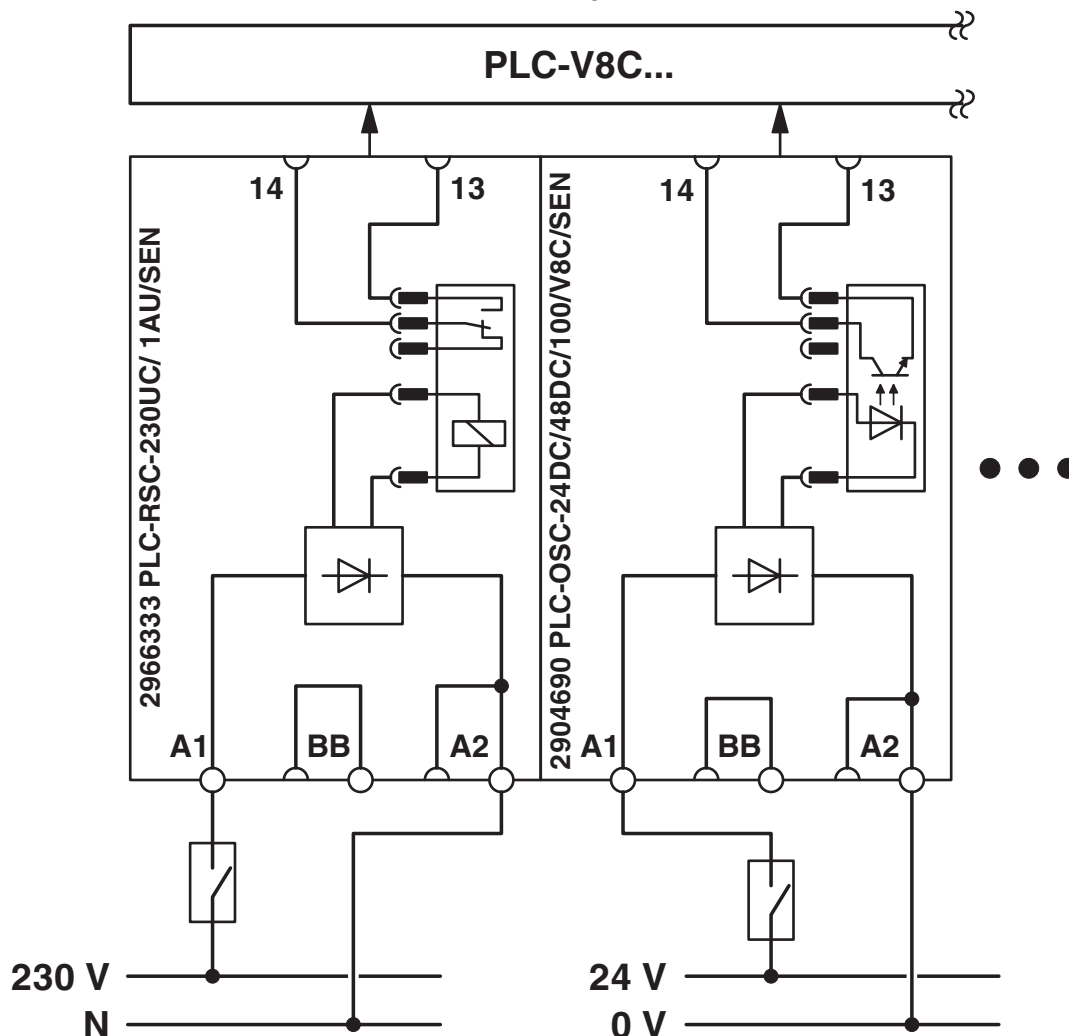 PLC-V8C...
14
13
14
13
2966333 PLC-RSC-230UC/ 1AU/SEN
2904690 PLC-OSC-24DC/48DC/100/V8C/SEN
A1
BB
A2
A1
BB
A2
230 V
24 V
N
0 V